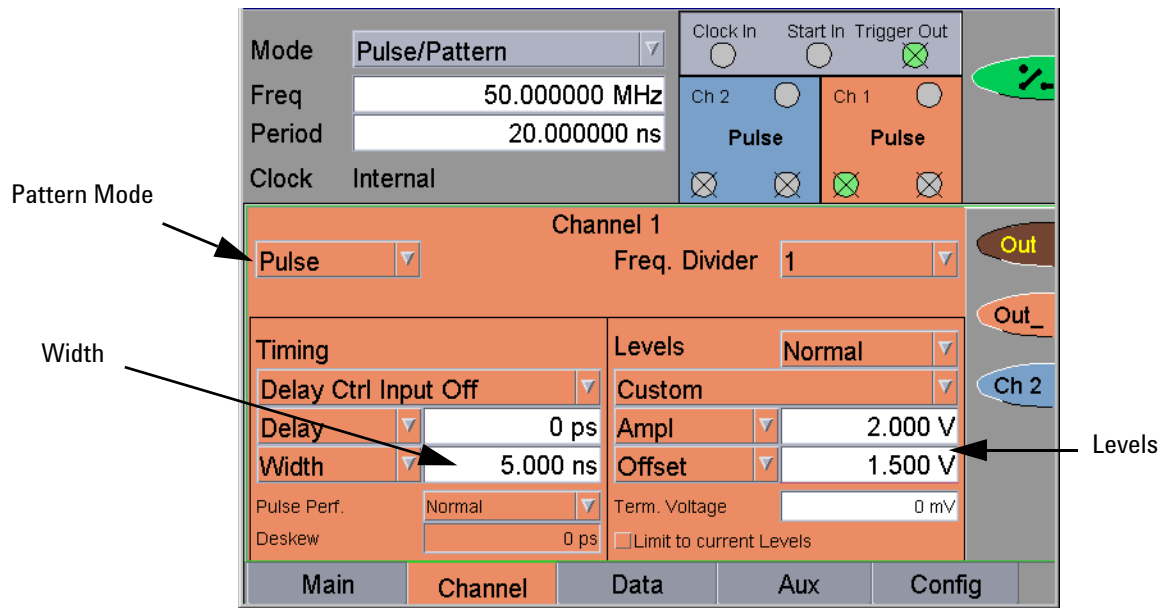 Mode Pulse/Pattern
Freq 50.000000 MHz
Period 20.000000 ns
Clock Internal
Clock In Start In Trigger Out
Ch 2 Ch 1
Pulse Pulse
Pattern Mode
Channel 1
Pulse Freq. Divider 1
Out
Out_
Ch 2
Width
Timing
Delay Ctrl Input Off
Delay 0 ps
Width 5.000 ns
Pulse Perf. Normal
Deskew 0 ps
Levels Normal
Custom
Ampl 2.000 V
Offset 1.500 V
Term. Voltage 0 mV
Limit to current Levels
Levels
Main Channel Data Aux Config